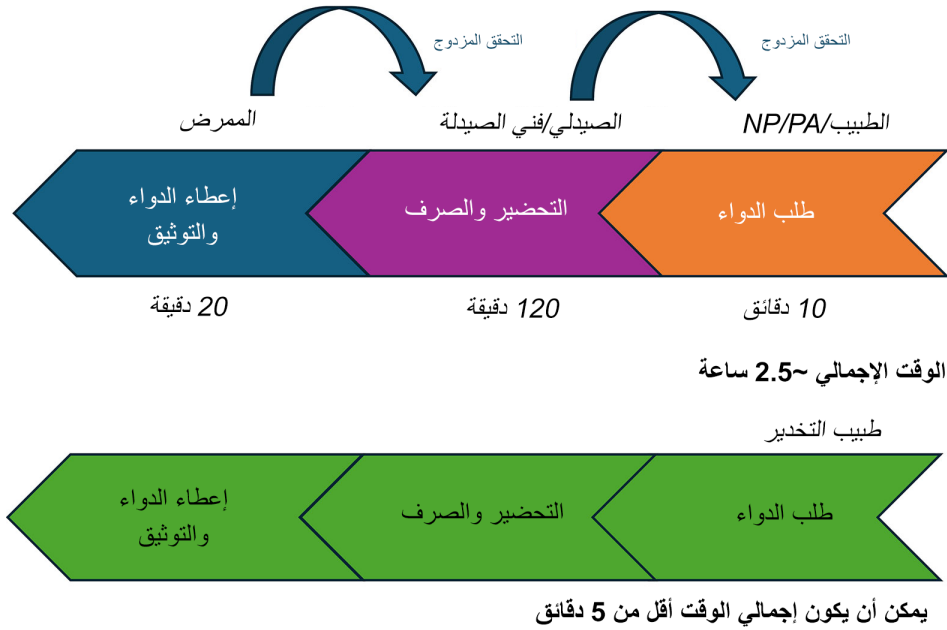 التحقق المزدوج
التحقق المزدوج
الطبيب/NP/PA
الصيدلي/فني الصيدلة
الممرض
طلب الدواء
التحضير والصرف
إعطاء الدواء
والتوثيق
10 دقائق
120 دقيقة
20 دقيقة
الوقت الإجمالي ~2.5 ساعة
طبيب التخدير
طلب الدواء
التحضير والصرف
إعطاء الدواء
والتوثيق
يمكن أن يكون إجمالي الوقت أقل من 5 دقائق